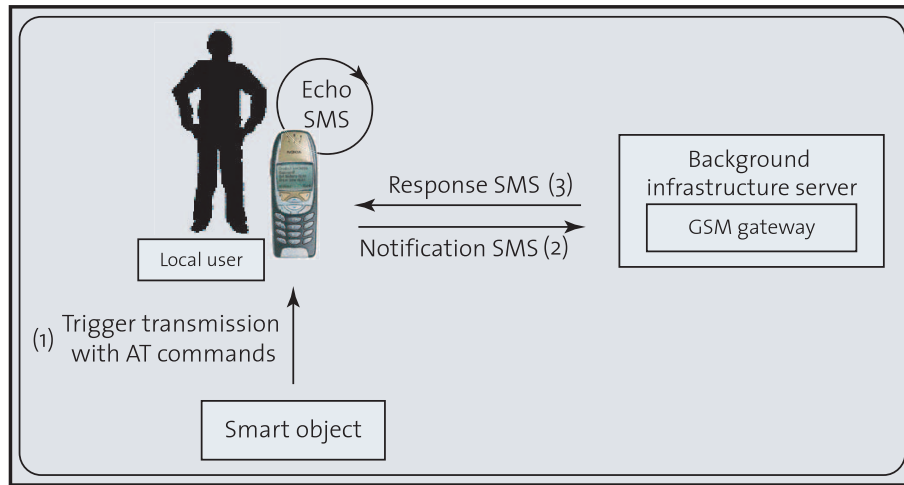 Echo
SMS
Response SMS (3)
Notification SMS (2)
Background
infrastructure server
GSM gateway
Local user
(1) Trigger transmission
with AT commands
Smart object